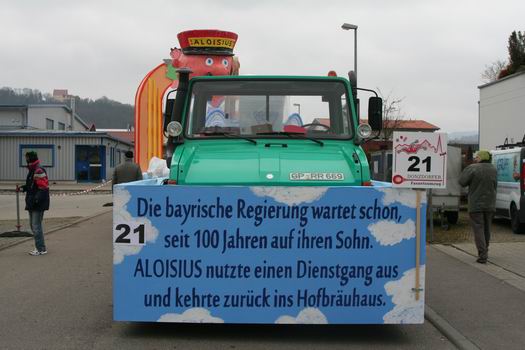 ALOISIUS
GP-RR 669
21
DONZDORFER
Die bayrische Regierung wartet schon,
seit 100 Jahren auf ihren Sohn.
ALOISIUS nutzte einen Dienstgang aus
und kehrte zurück ins Hofbräuhaus.
21